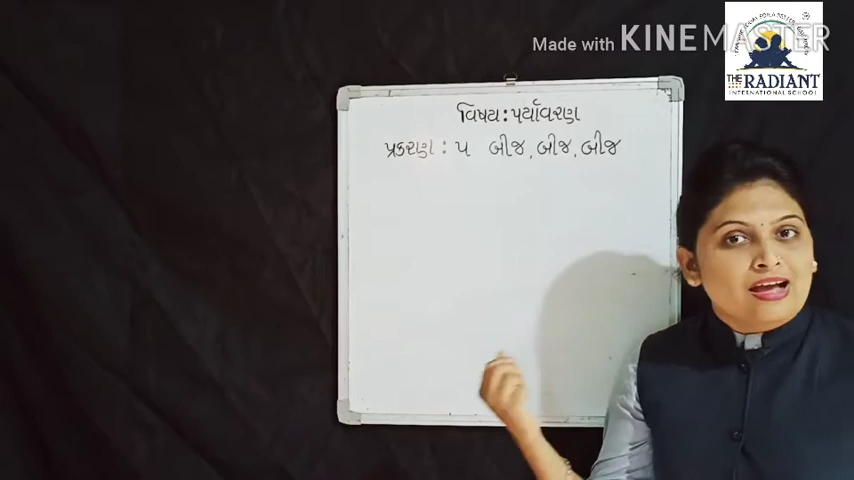 Made with KINEMASTER
THE RADIANT
INTERNATIONAL SCHOOL
વિષય : પર્યાવરણ
પ્રકરણ : ૫ બીજ, બીજ, બીજ